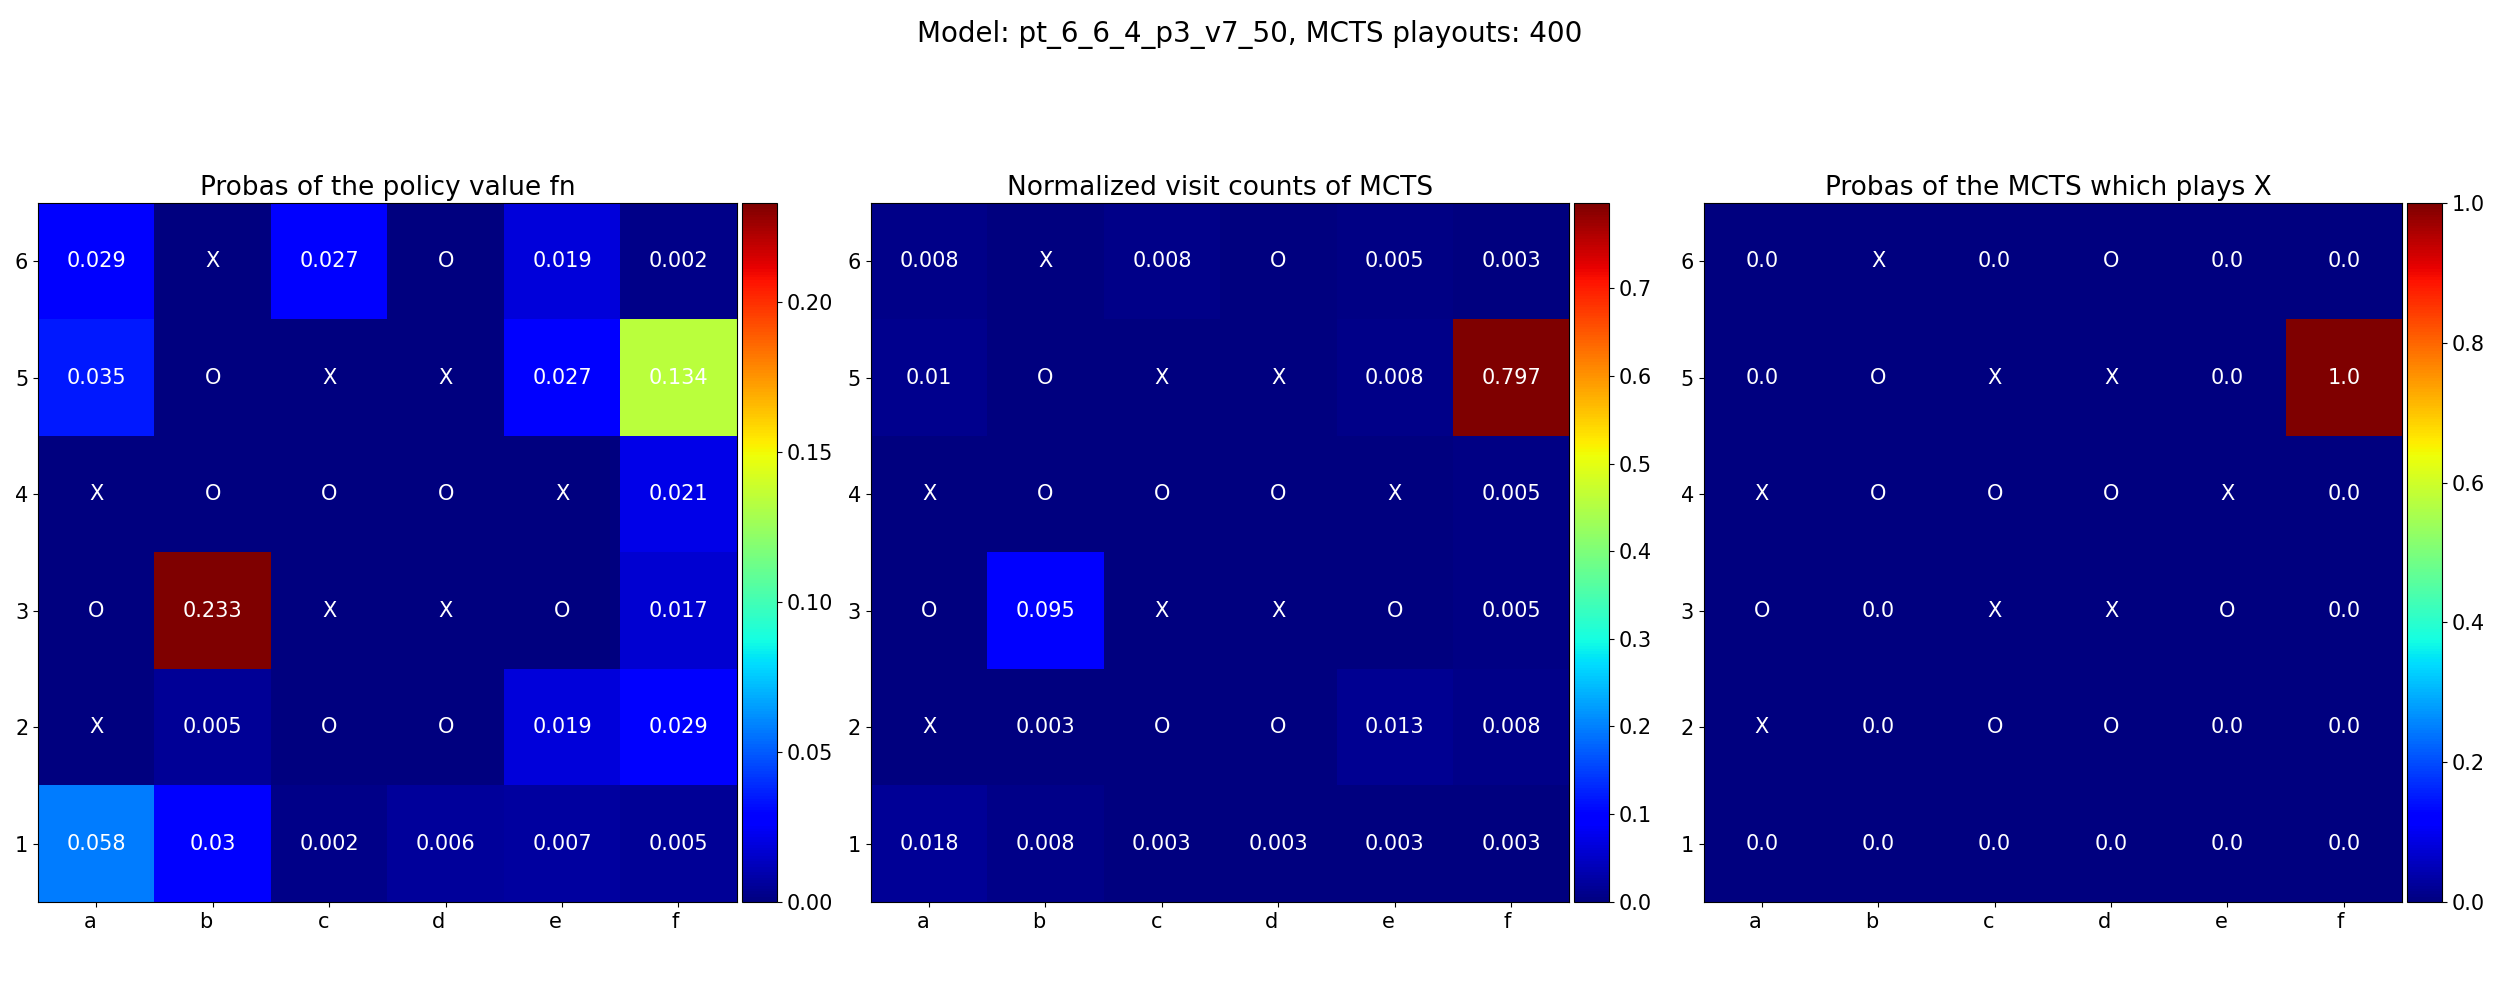 Model: pt_6_6_4_p3_v7_50, MCTS playouts: 400
Probas of the policy value fn
6 0.029 X 0.027 O 0.019 0.002
5 0.035 O X X 0.027 0.134
4 X O O O X 0.021
3 O 0.233 X X O 0.017
2 X 0.005 O O 0.019 0.029
1 0.058 0.03 0.002 0.006 0.007 0.005
a b c d e f
0.20
0.15
0.10
0.05
0.00
Normalized visit counts of MCTS
6 0.008 X 0.008 O 0.005 0.003
5 0.01 O X X 0.008 0.797
4 X O O O X 0.005
3 O 0.095 X X O 0.005
2 X 0.003 O O 0.013 0.008
1 0.018 0.008 0.003 0.003 0.003 0.003
a b c d e f
0.7
0.6
0.5
0.4
0.3
0.2
0.1
0.0
Probas of the MCTS which plays X
6 0.0 X 0.0 O 0.0 0.0
5 0.0 O X X 0.0 1.0
4 X O O O X 0.0
3 O 0.0 X X O 0.0
2 X 0.0 O O 0.0 0.0
1 0.0 0.0 0.0 0.0 0.0 0.0
a b c d e f
1.0
0.8
0.6
0.4
0.2
0.0